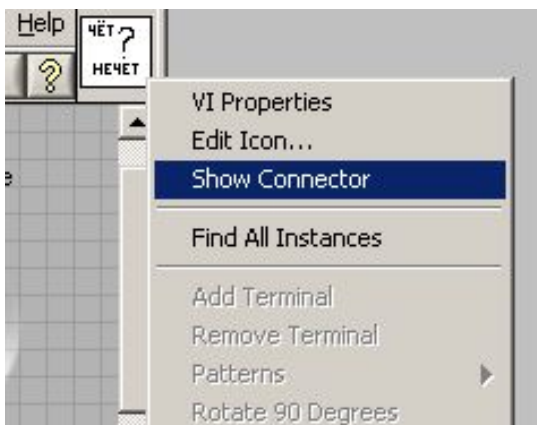 Help
ЧЁТ ?
НЕЧЁТ
?
VI Properties
Edit Icon...
Show Connector
Find All Instances
Add Terminal
Remove Terminal
Patterns
Rotate 90 Degrees
e